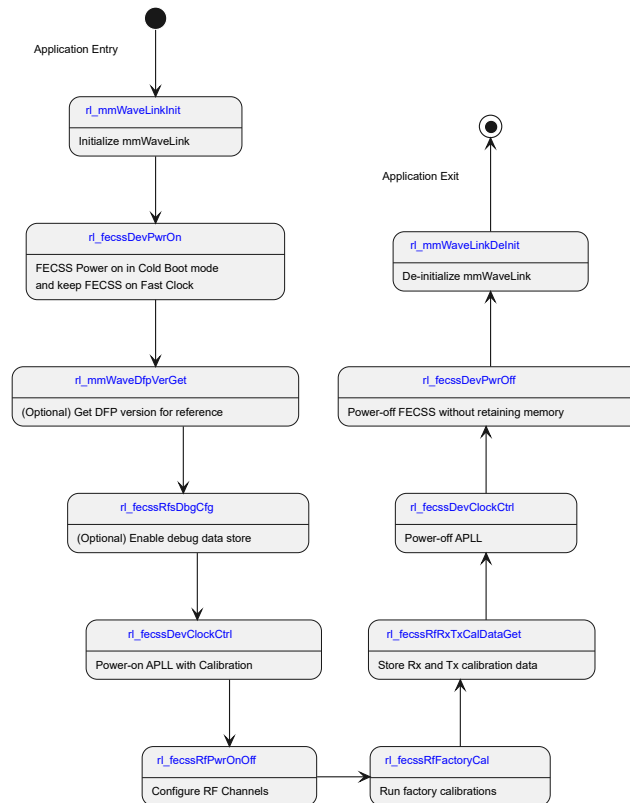 Application Entry
rl_mmWaveLinkInit
Initialize mmWaveLink
rl_fecssDevPwrOn
FECSS Power on in Cold Boot mode
and keep FECSS on Fast Clock
rl_mmWaveDfpVerGet
(Optional) Get DFP version for reference
rl_fecssRfsDbgCfg
(Optional) Enable debug data store
rl_fecssDevClockCtrl
Power-on APLL with Calibration
rl_fecssRfPwrOnOff
Configure RF Channels
rl_fecssRfFactoryCal
Run factory calibrations
rl_fecssRfRxTxCalDataGet
Store Rx and Tx calibration data
rl_fecssDevClockCtrl
Power-off APLL
rl_fecssDevPwrOff
Power-off FECSS without retaining memory
rl_mmWaveLinkDeInit
De-initialize mmWaveLink
Application Exit